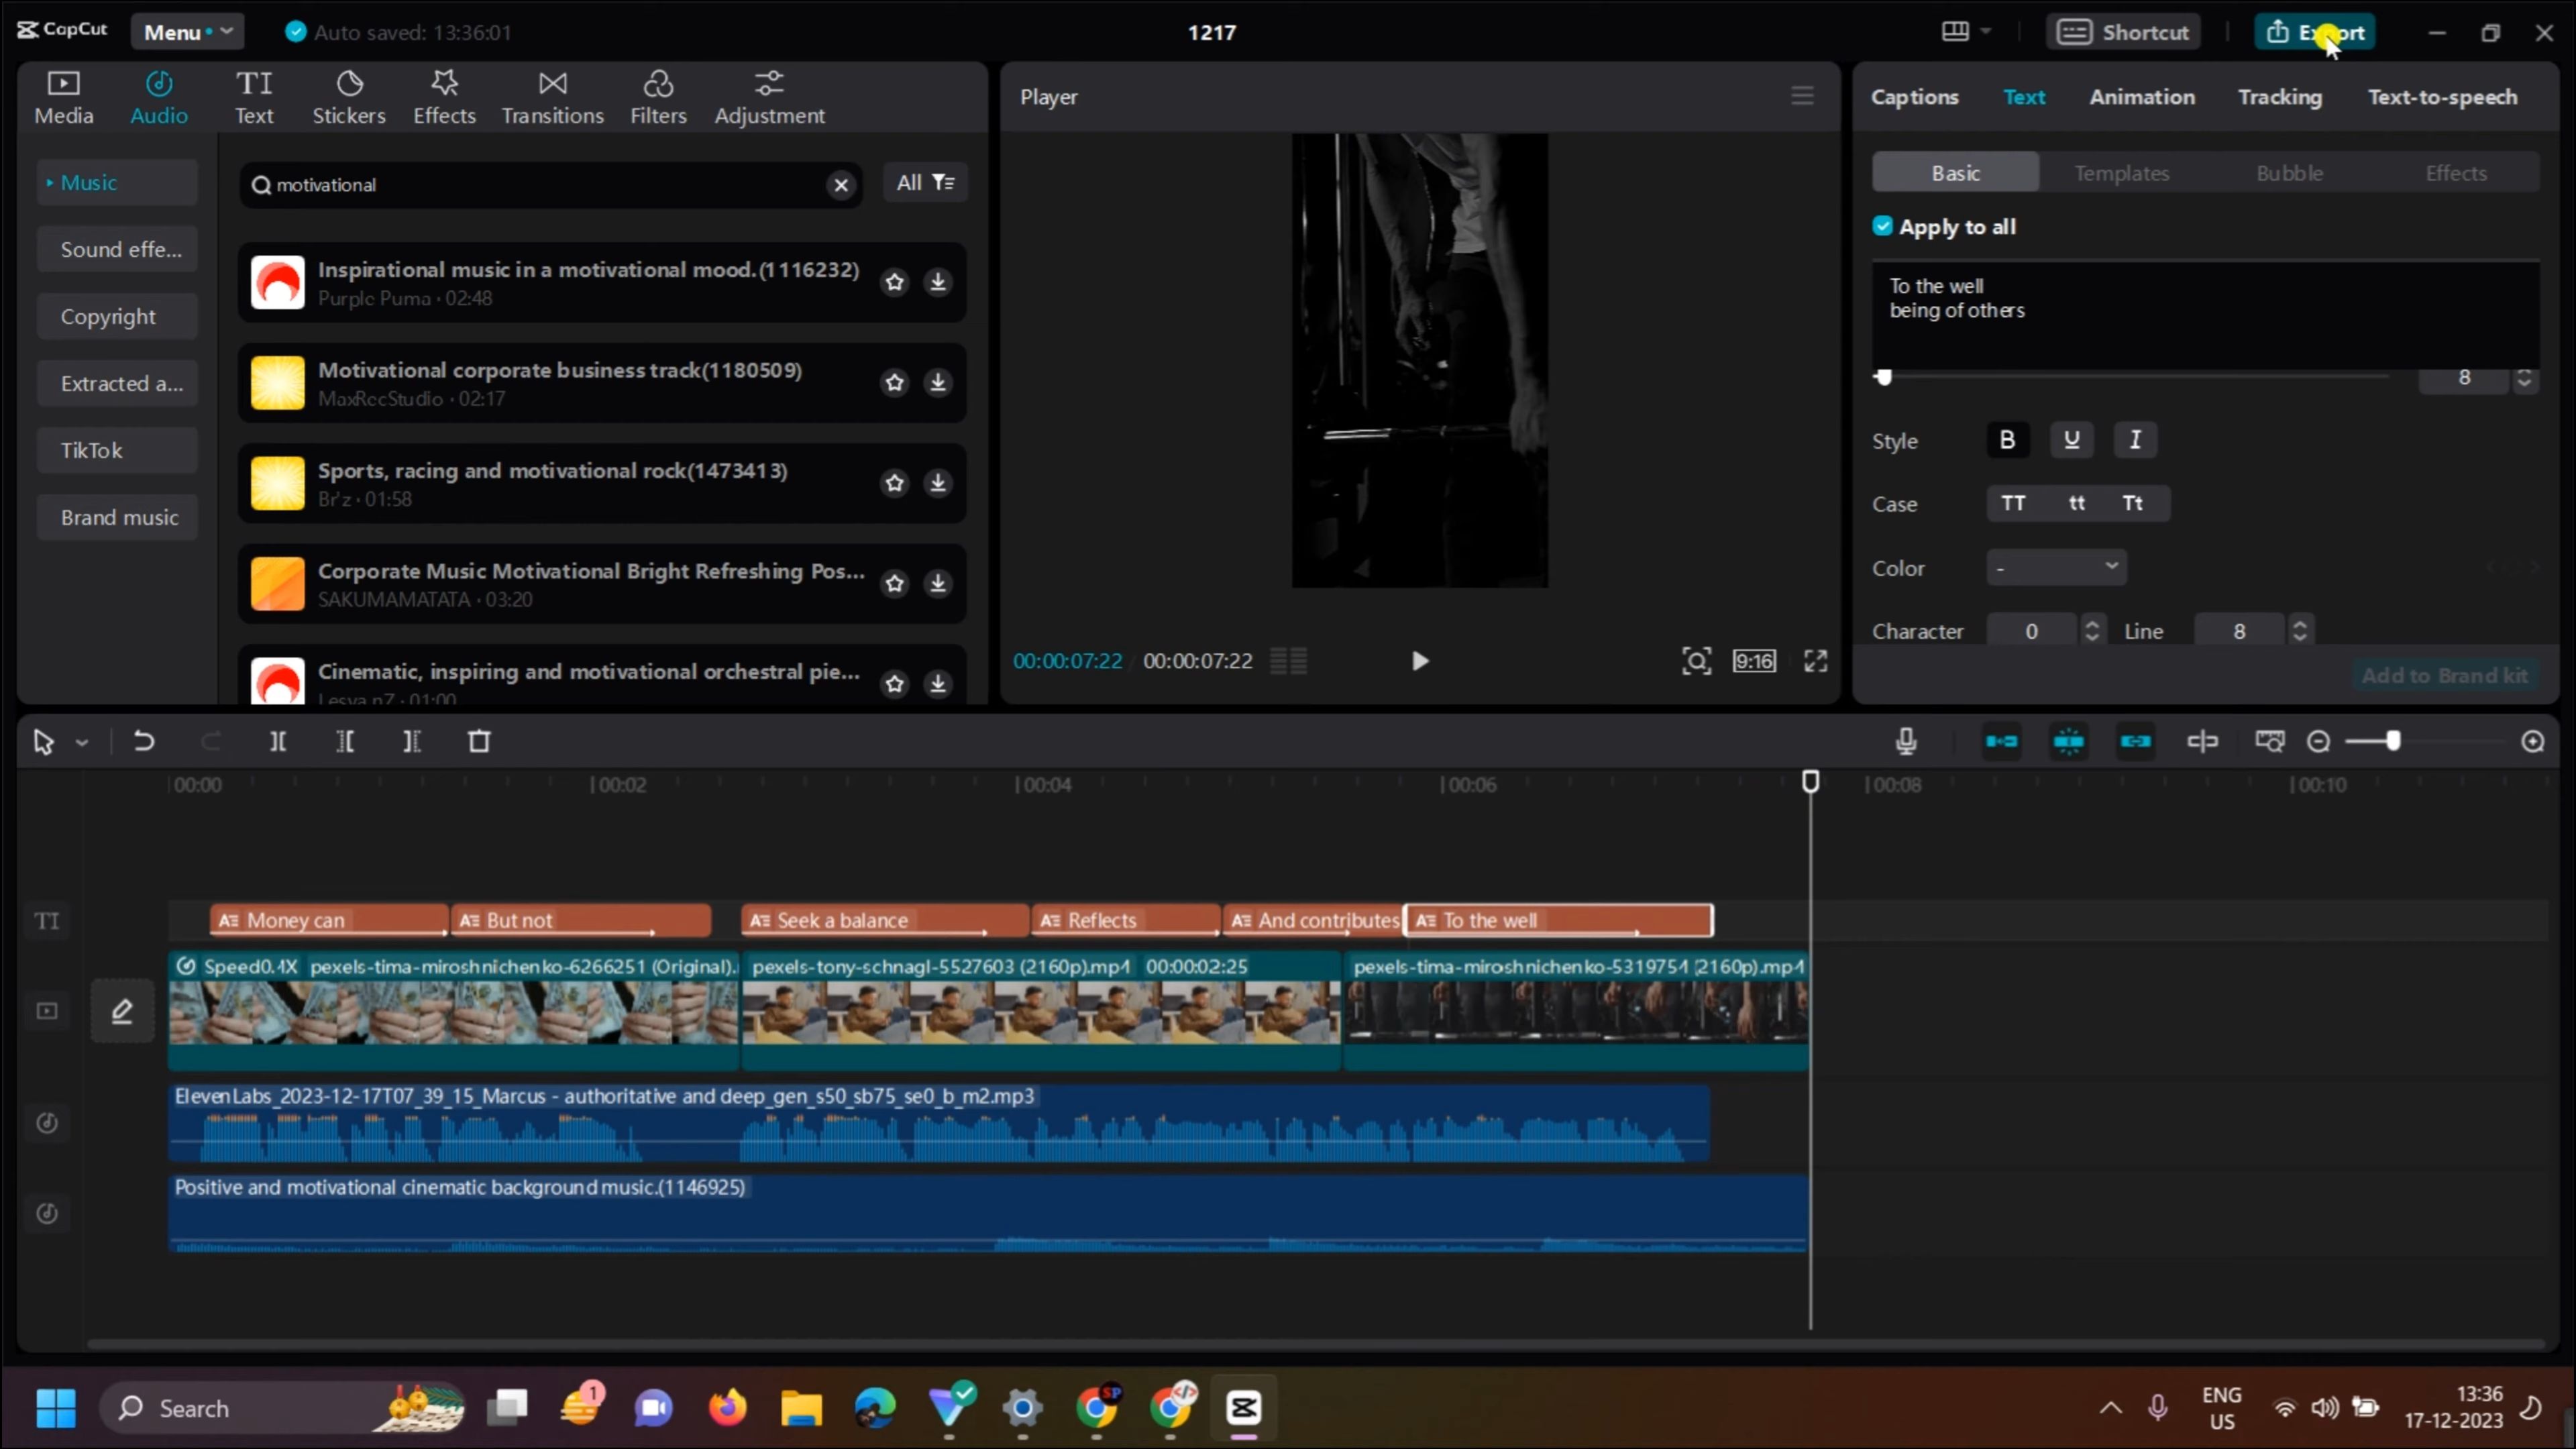 CapCut
Menu
Auto saved: 13:36:01
1217
Shortcut
Export
Media
Audio
Text
Stickers
Effects
Transitions
Filters
Adjustment
Music
Sound effe...
Copyright
Extracted a...
TikTok
Brand music
motivational
All
Inspirational music in a motivational mood.(1116232)
Purple Puma · 02:48
Motivational corporate business track(1180509)
MaxRecStudio · 02:17
Sports, racing and motivational rock(1473413)
Br'z · 01:58
Corporate Music Motivational Bright Refreshing Pos...
SAKUMAMATATA · 03:20
Cinematic, inspiring and motivational orchestral pie...
Lesya nZ · 01:00
Player
00:00:07:22
00:00:07:22
9:16
Captions
Text
Animation
Tracking
Text-to-speech
Basic
Templates
Bubble
Effects
Apply to all
To the well
being of others
8
Style
B
U
I
Case
TT
tt
Tt
Color
-
Character
0
Line
8
Add to Brand kit
00:00
00:02
00:04
00:06
00:08
00:10
TI
Money can
But not
Seek a balance
Reflects
And contributes
To the well
Speed0.4X pexels-tima-miroshnichenko-6266251 (Original).
pexels-tony-schnagl-5527603 (2160p).mp4 00:00:02:25
pexels-tima-miroshnichenko-5319754 (2160p).mp4
ElevenLabs_2023-12-17T07_39_15_Marcus - authoritative and deep_gen_s50_sb75_se0_b_m2.mp3
Positive and motivational cinematic background music.(1146925)
Search
1
SP
ENG
US
13:36
17-12-2023